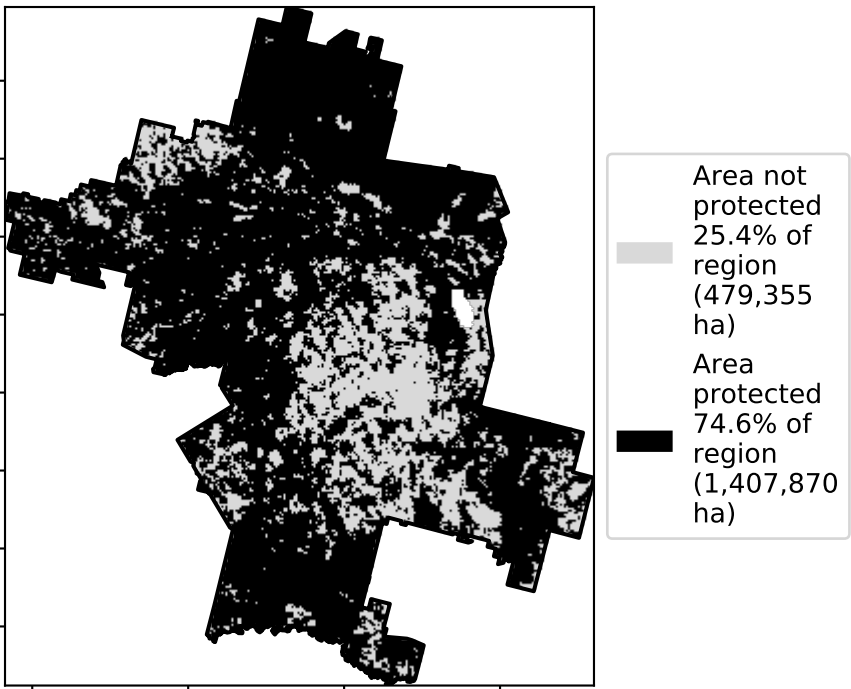 Area not
protected
25.4% of
region
(479,355
ha)
Area
protected
74.6% of
region
(1,407,870
ha)